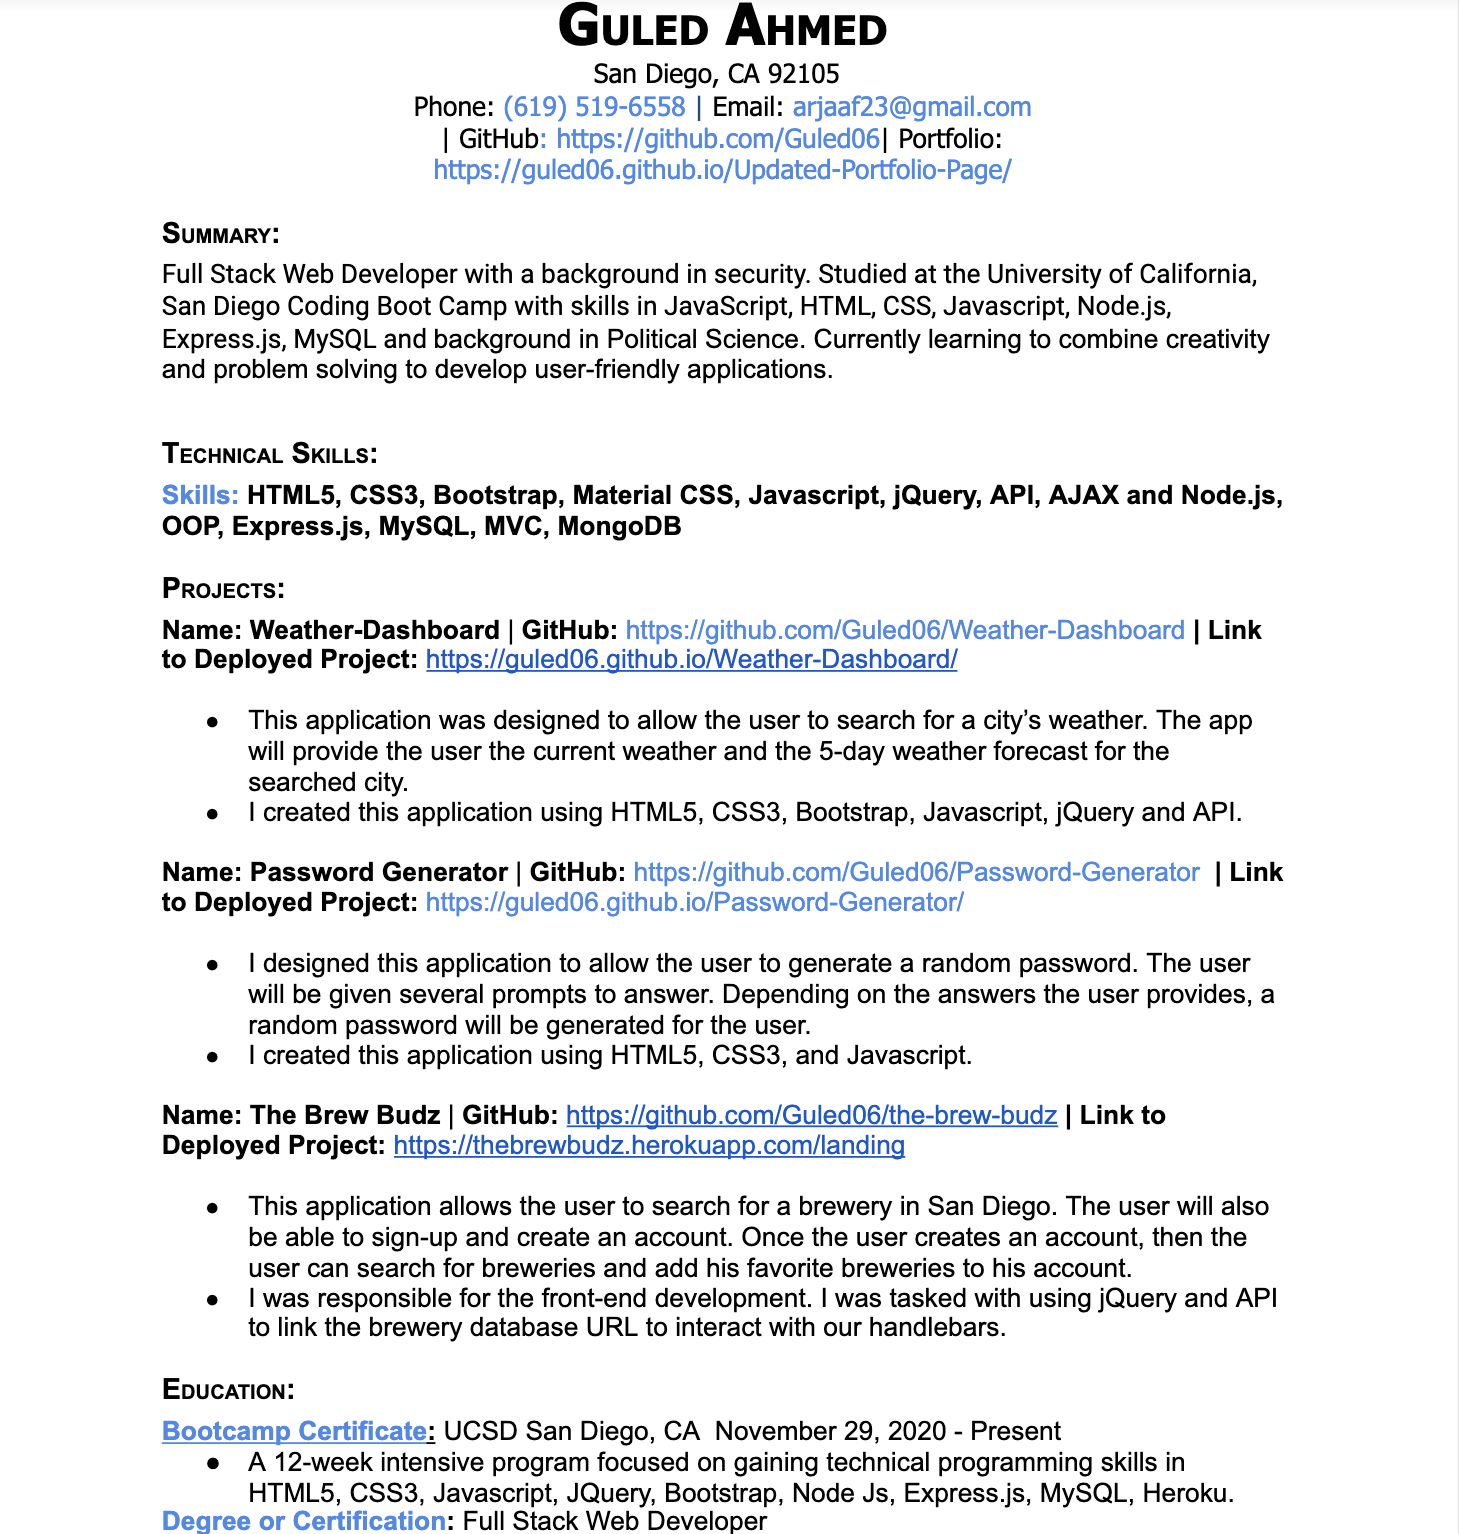 GULED AHMED
San Diego, CA 92105
Phone: (619) 519-6558 | Email: arjaaf23@gmail.com
| GitHub: https://github.com/Guled06| Portfolio:
https://guled06.github.io/Updated-Portfolio-Page/
SUMMARY:
Full Stack Web Developer with a background in security. Studied at the University of California,
San Diego Coding Boot Camp with skills in JavaScript, HTML, CSS, Javascript, Node.js,
Express.js, MySQL and background in Political Science. Currently learning to combine creativity
and problem solving to develop user-friendly applications.
TECHNICAL SKILLS:
Skills: HTML5, CSS3, Bootstrap, Material CSS, Javascript, jQuery, API, AJAX and Node.js,
OOP, Express.js, MySQL, MVC, MongoDB
PROJECTS:
Name: Weather-Dashboard | GitHub: https://github.com/Guled06/Weather-Dashboard | Link
to Deployed Project: https://guled06.github.io/Weather-Dashboard/
● This application was designed to allow the user to search for a city’s weather. The app
will provide the user the current weather and the 5-day weather forecast for the
searched city.
● I created this application using HTML5, CSS3, Bootstrap, Javascript, jQuery and API.
Name: Password Generator | GitHub: https://github.com/Guled06/Password-Generator | Link
to Deployed Project: https://guled06.github.io/Password-Generator/
● I designed this application to allow the user to generate a random password. The user
will be given several prompts to answer. Depending on the answers the user provides, a
random password will be generated for the user.
● I created this application using HTML5, CSS3, and Javascript.
Name: The Brew Budz | GitHub: https://github.com/Guled06/the-brew-budz | Link to
Deployed Project: https://thebrewbudz.herokuapp.com/landing
● This application allows the user to search for a brewery in San Diego. The user will also
be able to sign-up and create an account. Once the user creates an account, then the
user can search for breweries and add his favorite breweries to his account.
● I was responsible for the front-end development. I was tasked with using jQuery and API
to link the brewery database URL to interact with our handlebars.
EDUCATION:
Bootcamp Certificate: UCSD San Diego, CA November 29, 2020 - Present
● A 12-week intensive program focused on gaining technical programming skills in
HTML5, CSS3, Javascript, JQuery, Bootstrap, Node Js, Express.js, MySQL, Heroku.
Degree or Certification: Full Stack Web Developer